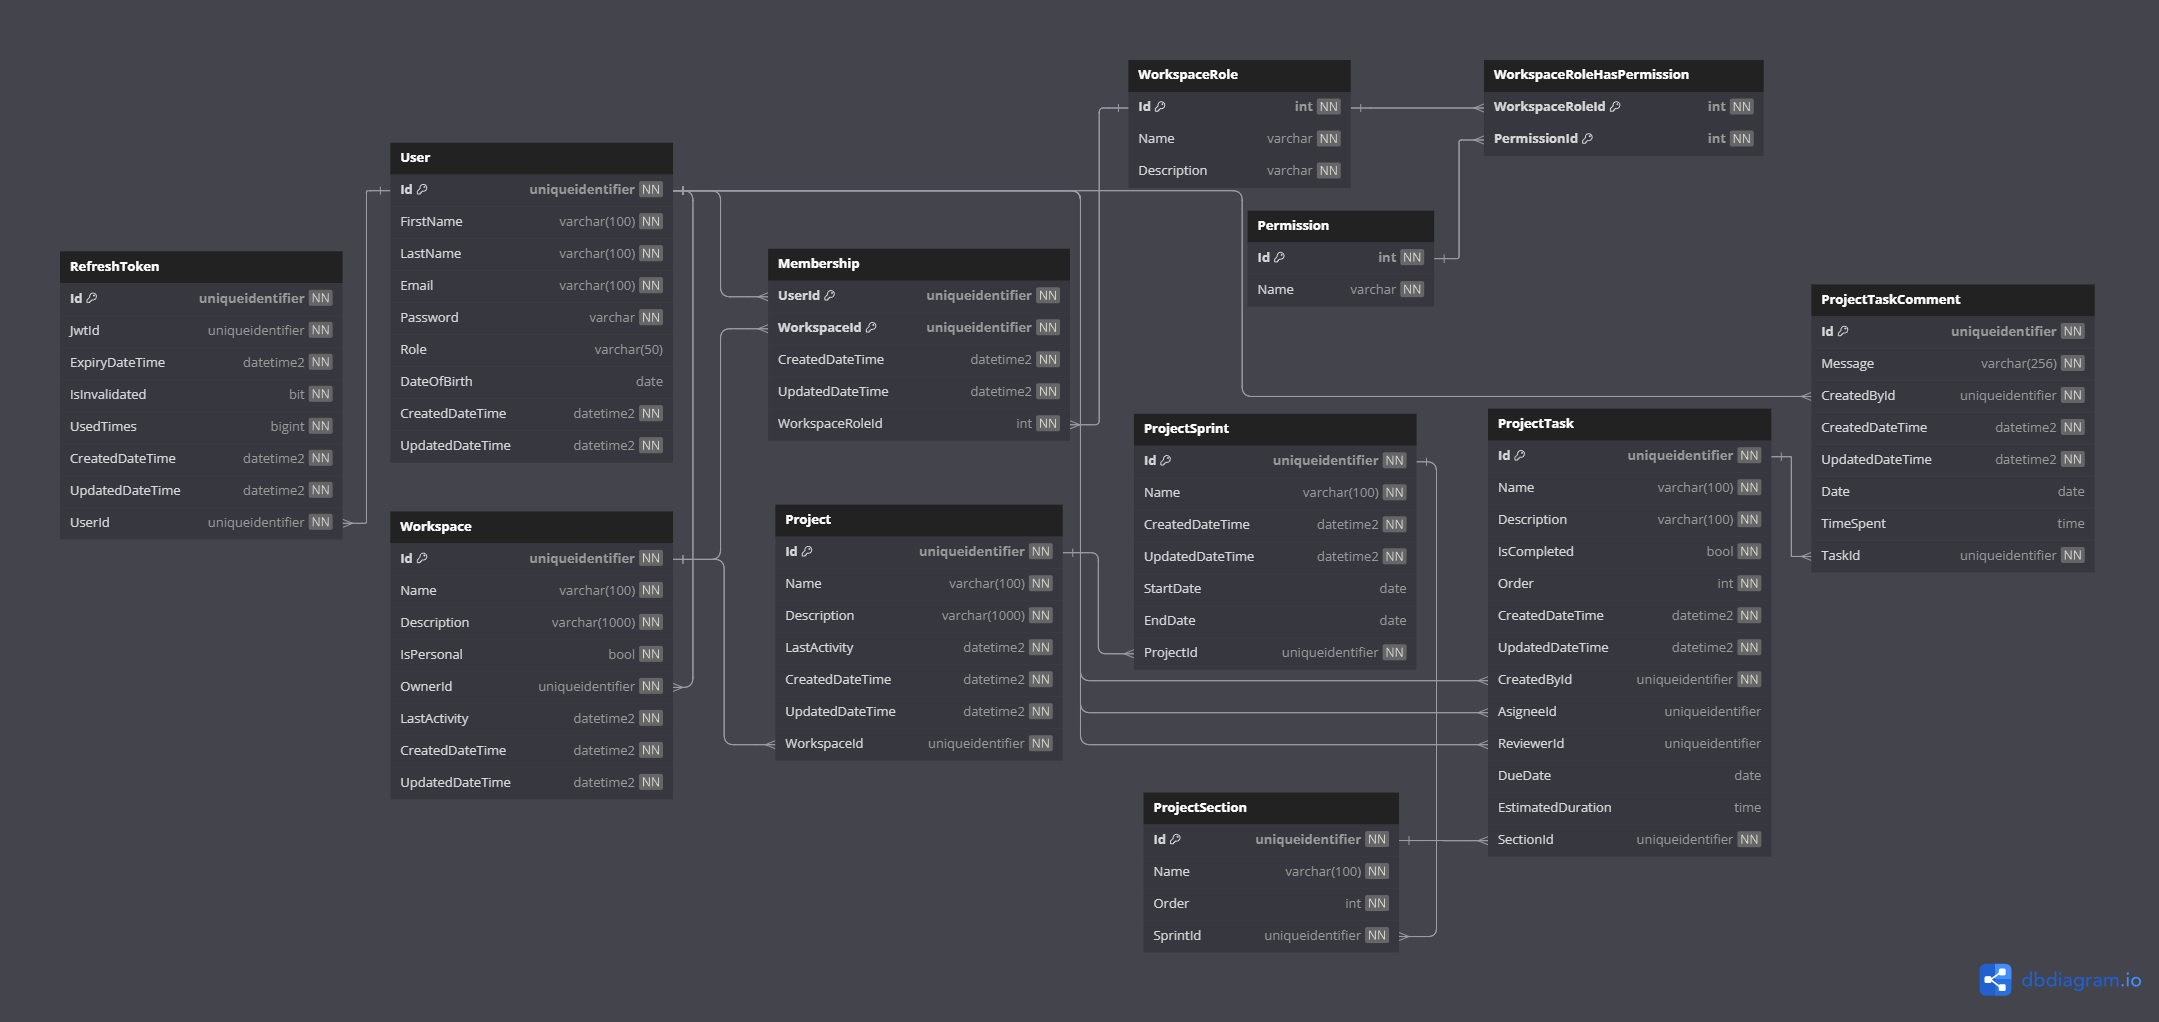 WorkspaceRole
Id int NN
Name varchar NN
Description varchar NN
WorkspaceRoleHasPermission
WorkspaceRoleId int NN
PermissionId int NN
User
Id uniqueidentifier NN
FirstName varchar(100) NN
LastName varchar(100) NN
Email varchar(100) NN
Password varchar NN
Role varchar(50)
DateOfBirth date
CreatedDateTime datetime2 NN
UpdatedDateTime datetime2 NN
Permission
Id int NN
Name varchar NN
RefreshToken
Id uniqueidentifier NN
JwtId uniqueidentifier NN
ExpiryDateTime datetime2 NN
IsInvalidated bit NN
UsedTimes bigint NN
CreatedDateTime datetime2 NN
UpdatedDateTime datetime2 NN
UserId uniqueidentifier NN
Membership
UserId uniqueidentifier NN
WorkspaceId uniqueidentifier NN
CreatedDateTime datetime2 NN
UpdatedDateTime datetime2 NN
WorkspaceRoleId int NN
ProjectTaskComment
Id uniqueidentifier NN
Message varchar(256) NN
CreatedById uniqueidentifier NN
CreatedDateTime datetime2 NN
UpdatedDateTime datetime2 NN
Date date
TimeSpent time
TaskId uniqueidentifier NN
ProjectSprint
Id uniqueidentifier NN
Name varchar(100) NN
CreatedDateTime datetime2 NN
UpdatedDateTime datetime2 NN
StartDate date
EndDate date
ProjectId uniqueidentifier NN
ProjectTask
Id uniqueidentifier NN
Name varchar(100) NN
Description varchar(100) NN
IsCompleted bool NN
Order int NN
CreatedDateTime datetime2 NN
UpdatedDateTime datetime2 NN
CreatedById uniqueidentifier NN
AsigneeId uniqueidentifier
ReviewerId uniqueidentifier
DueDate date
EstimatedDuration time
SectionId uniqueidentifier NN
Workspace
Id uniqueidentifier NN
Name varchar(100) NN
Description varchar(1000) NN
IsPersonal bool NN
OwnerId uniqueidentifier NN
LastActivity datetime2 NN
CreatedDateTime datetime2 NN
UpdatedDateTime datetime2 NN
Project
Id uniqueidentifier NN
Name varchar(100) NN
Description varchar(1000) NN
LastActivity datetime2 NN
CreatedDateTime datetime2 NN
UpdatedDateTime datetime2 NN
WorkspaceId uniqueidentifier NN
ProjectSection
Id uniqueidentifier NN
Name varchar(100) NN
Order int NN
SprintId uniqueidentifier NN
dbdiagram.io